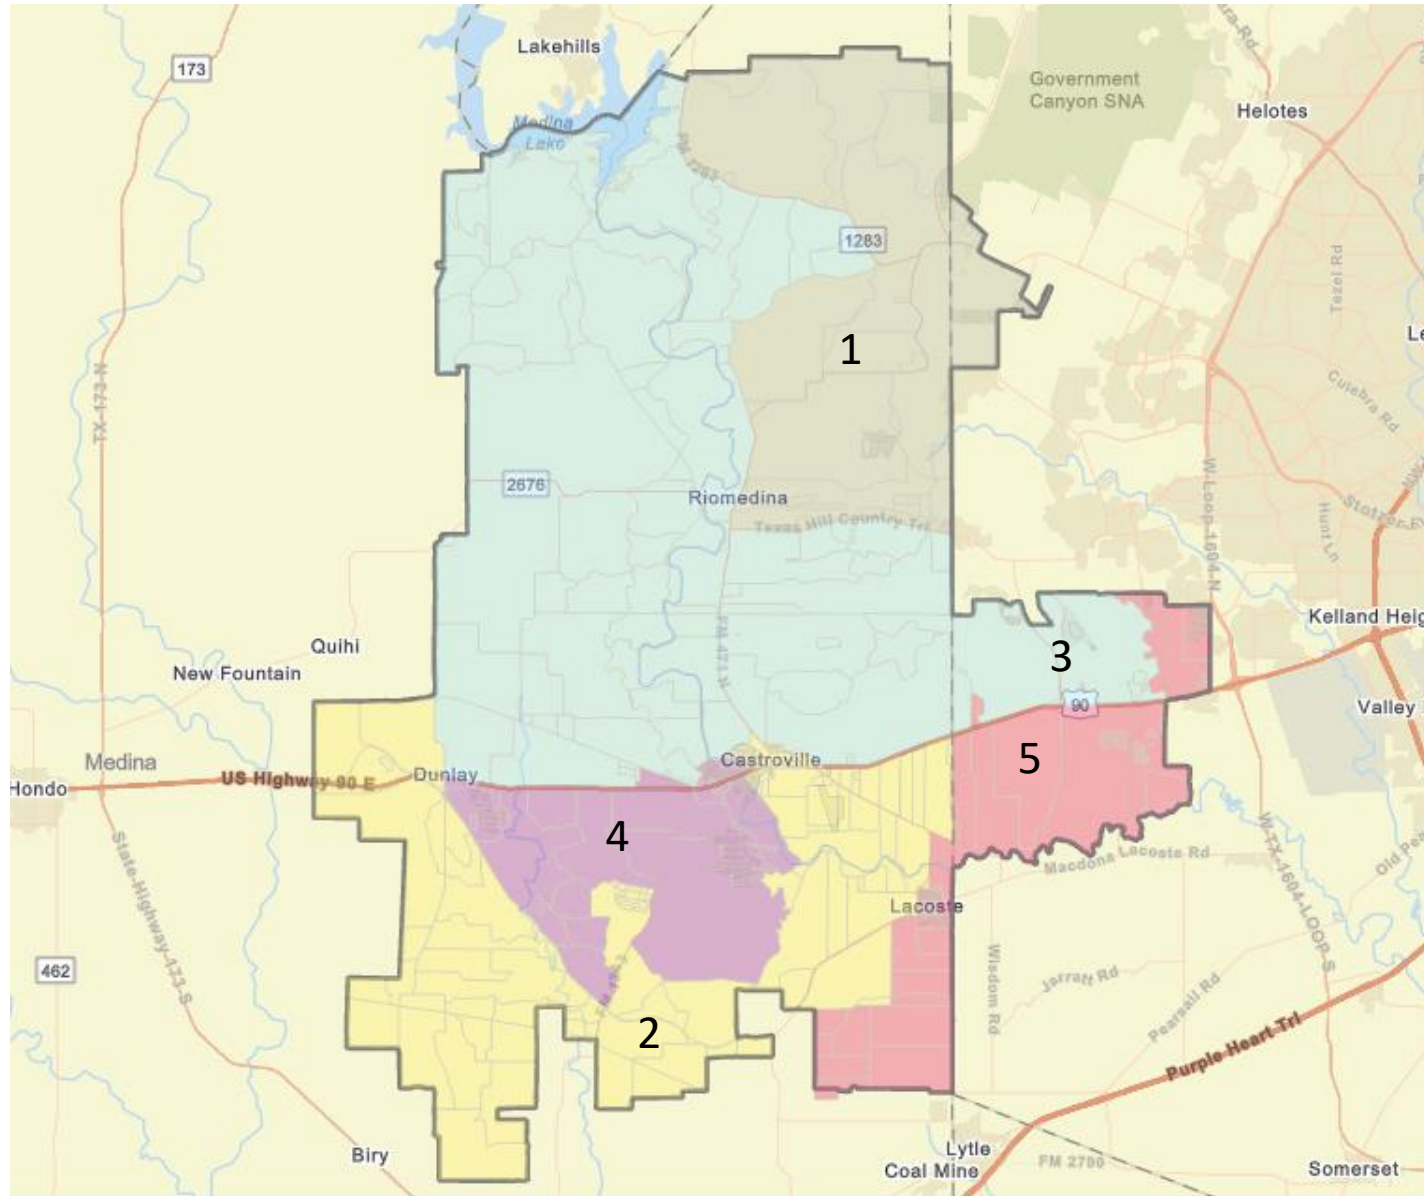 Lakehills
173
Government
Canyon SNA
Helotes
Medina
Lake
FM 1283
1283
Tezel Rd
1
Culebra Rd
TX-173-N
2676
Riomedina
Texas Hill Country Trl
W-Loop-1604-N
Hunt Ln
Quihi
New Fountain
FM 471 N
3
Kelland Heig
90
Valley
Medina
Castroville
5
Hondo
US Highway 90 E
Dunlay
4
Macdona Lacoste Rd
Old Pe
State-Highway-173-S
W-TX-1604-LOOP-S
Lacoste
462
Wisdom Rd
Jarratt Rd
Pearsall Rd
2
Purple Heart Trl
Biry
Lytle
Coal Mine
FM 2790
Somerset